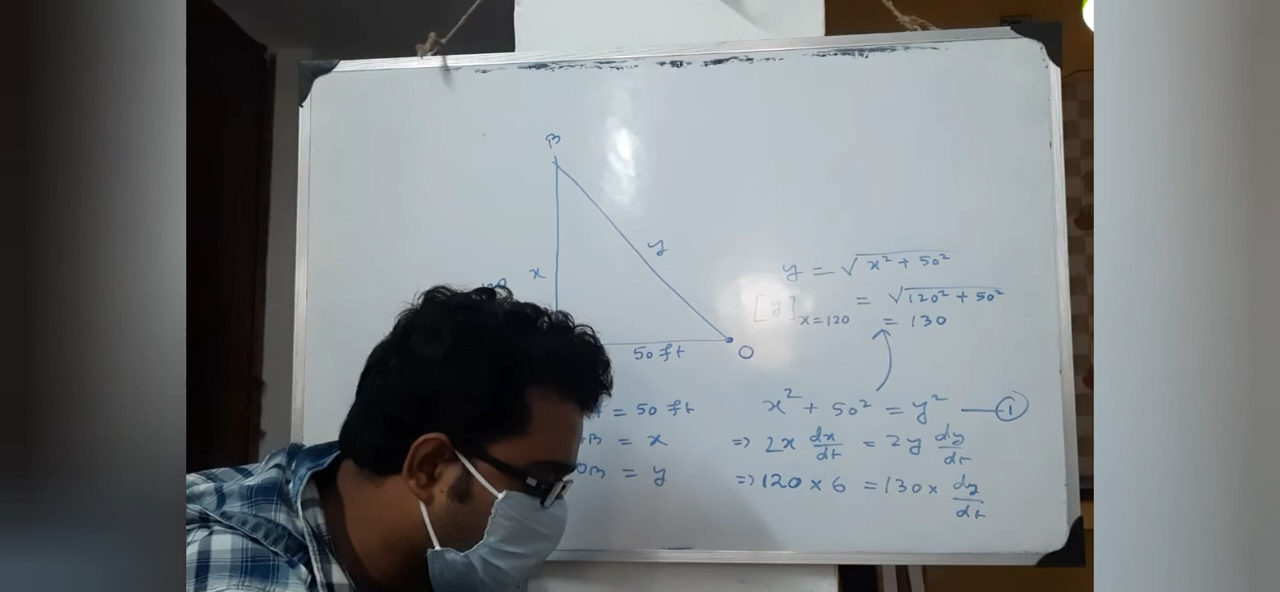 B
y
x
50 ft
O
y = √x² + 50²
[y]ₓ₌₁₂₀ = √120² + 50²
= 130
= 50 ft
B = x
OB = y
x² + 50² = y² —①
⇒ 2x dx/dt = 2y dy/dt
⇒ 120 × 6 = 130 × dy/dt